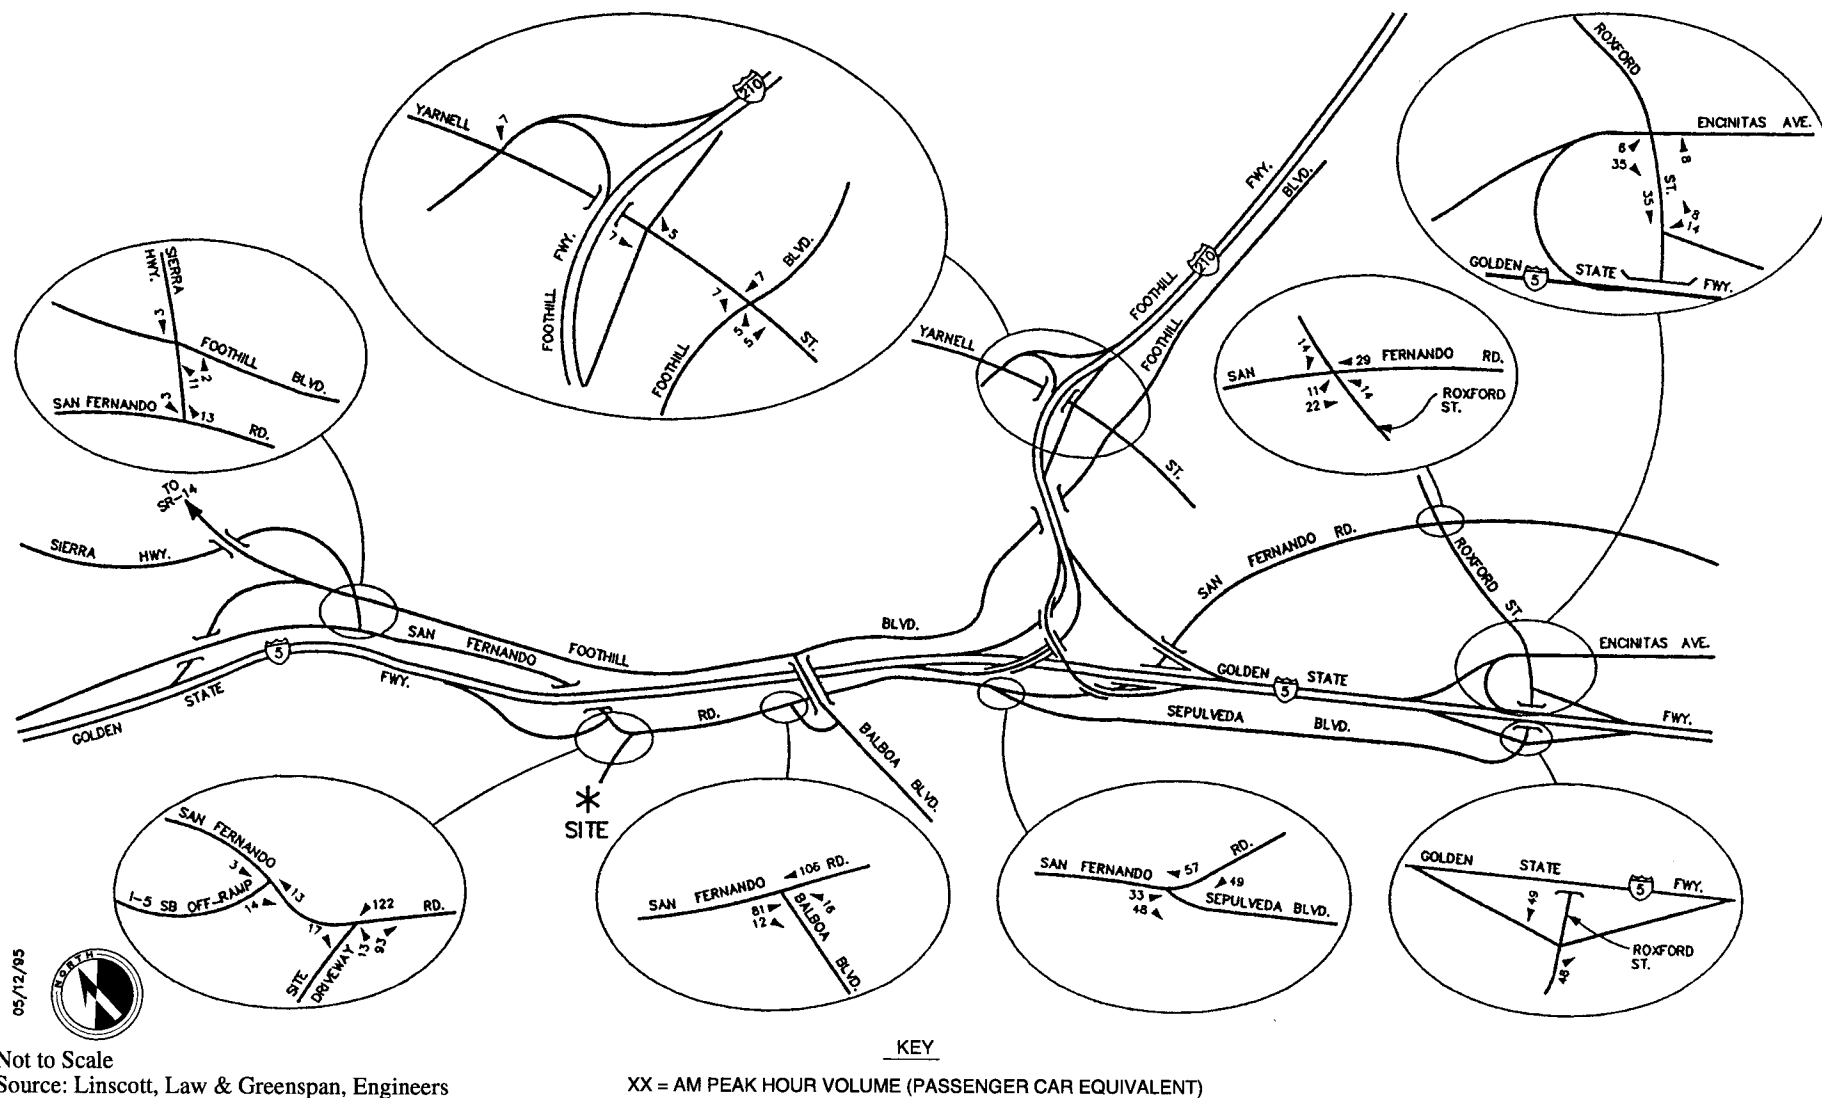 YARNELL
7
210
FWY.
FOOTHILL
7
5
BLVD.
7
7
5
5
FOOTHILL
ST.
ROXFORD
ENCINITAS AVE.
6
35
8
ST.
35
8
14
GOLDEN
5
STATE
FWY.
SIERRA
HWY.
3
FOOTHILL
BLVD.
2
11
3
SAN FERNANDO
13
RD.
FWY.
BLVD.
210
FOOTHILL
FOOTHILL
YARNELL
ST.
14
29
FERNANDO
RD.
SAN
11
14
22
ROXFORD
ST.
TO
SR-14
SIERRA
HWY.
SAN
FERNANDO
RD.
ROXFORD
ST.
SAN
FERNANDO
FOOTHILL
BLVD.
ENCINITAS AVE.
5
GOLDEN
STATE
FWY.
GOLDEN
STATE
5
FWY.
RD.
SEPULVEDA
BLVD.
BALBOA
BLVD.
SITE
SAN FERNANDO
3
13
I-5 SB OFF-RAMP
14
122
RD.
17
13
93
SITE
DRIVEWAY
106 RD.
SAN
FERNANDO
81
12
16
BALBOA
BLVD.
SAN FERNANDO
57
RD.
49
33
48
SEPULVEDA BLVD.
GOLDEN
STATE
5
FWY.
49
ROXFORD
ST.
48
05/12/95
NORTH
Not to Scale
Source: Linscott, Law & Greenspan, Engineers
KEY
XX = AM PEAK HOUR VOLUME (PASSENGER CAR EQUIVALENT)